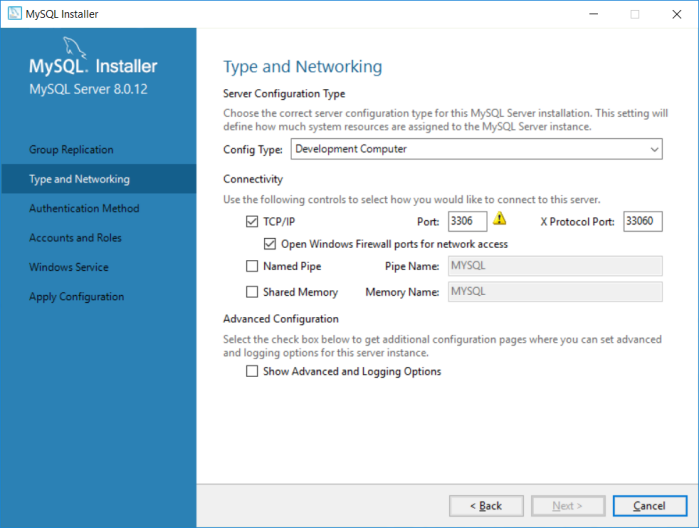 MySQL Installer
MySQL. Installer
MySQL Server 8.0.12
Group Replication
Type and Networking
Authentication Method
Accounts and Roles
Windows Service
Apply Configuration
Type and Networking
Server Configuration Type
Choose the correct server configuration type for this MySQL Server installation. This setting will
define how much system resources are assigned to the MySQL Server instance.
Config Type: Development Computer
Connectivity
Use the following controls to select how you would like to connect to this server.
TCP/IP Port: 3306 X Protocol Port: 33060
Open Windows Firewall ports for network access
Named Pipe Pipe Name: MYSQL
Shared Memory Memory Name: MYSQL
Advanced Configuration
Select the check box below to get additional configuration pages where you can set advanced
and logging options for this server instance.
Show Advanced and Logging Options
< Back Next > Cancel